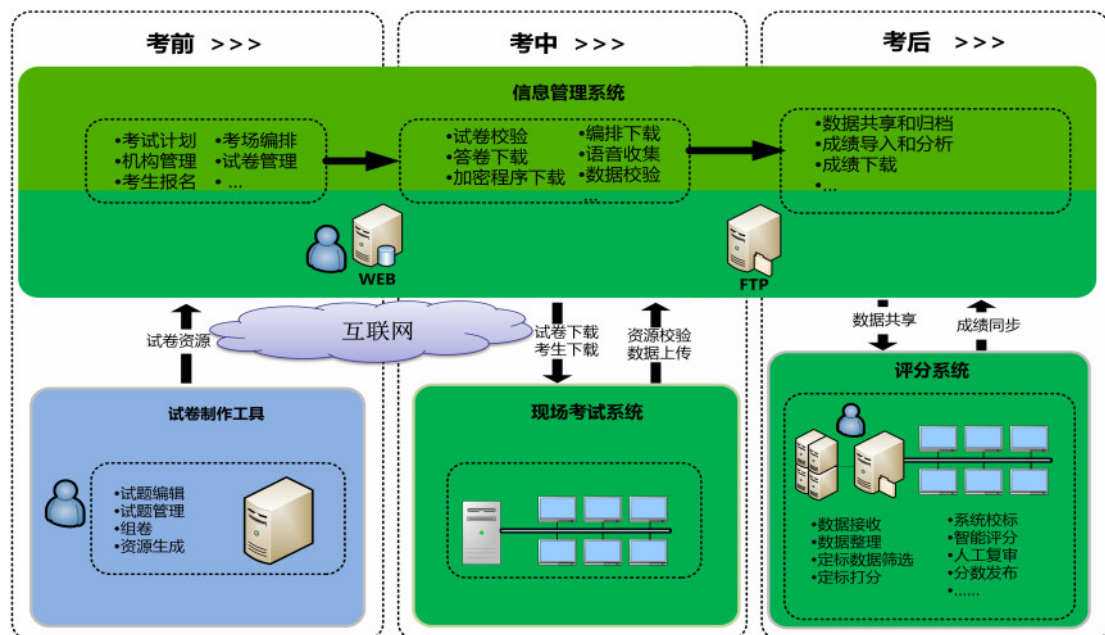 考前 >>>
考中 >>>
考后 >>>
信息管理系统
•考试计划
•机构管理
•考生报名
•考场编排
•试卷管理
• ...
•试卷校验
•答卷下载
•加密程序下载
•编排下载
•语音收集
•数据校验
...
•数据共享和归档
•成绩导入和分析
•成绩下载
•...
WEB
FTP
互联网
试卷资源
试卷下载
考生下载
资源校验
数据上传
数据共享
成绩同步
试卷制作工具
•试题编辑
•试题管理
•组卷
•资源生成
现场考试系统
评分系统
•数据接收
•数据整理
•定标数据筛选
•定标打分
•系统校标
•智能评分
•人工复审
•分数发布
•......